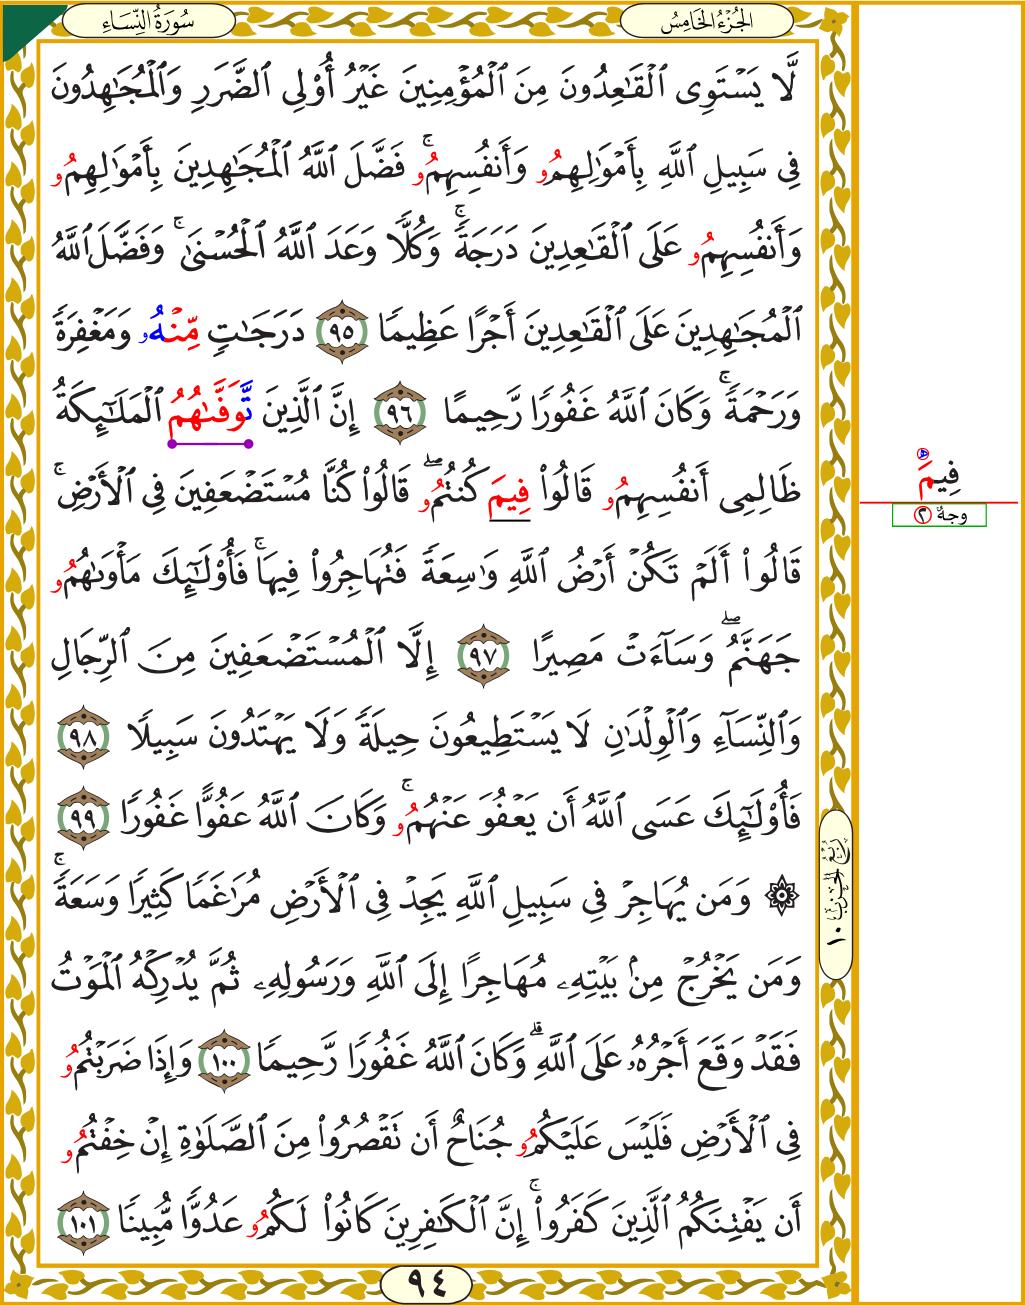 الجُزْءُ الخَامِسُ
سُورَةُ النِّسَاءِ
لَّا يَسْتَوِى ٱلْقَـٰعِدُونَ مِنَ ٱلْمُؤْمِنِينَ غَيْرُ أُو۟لِى ٱلضَّرَرِ وَٱلْمُجَـٰهِدُونَ
فِى سَبِيلِ ٱللَّهِ بِأَمْوَٰلِهِمُۥ وَأَنفُسِهِمُۥ ۚ فَضَّلَ ٱللَّهُ ٱلْمُجَـٰهِدِينَ بِأَمْوَٰلِهِمُۥ
وَأَنفُسِهِمُۥ عَلَى ٱلْقَـٰعِدِينَ دَرَجَةً ۚ وَكُلًّا وَعَدَ ٱللَّهُ ٱلْحُسْنَىٰ ۚ وَفَضَّلَ ٱللَّهُ
ٱلْمُجَـٰهِدِينَ عَلَى ٱلْقَـٰعِدِينَ أَجْرًا عَظِيمًا ٩٥ دَرَجَـٰتٍ مِّنْهُۥ وَمَغْفِرَةً
وَرَحْمَةً ۚ وَكَانَ ٱللَّهُ غَفُورًا رَّحِيمًا ٩٦ إِنَّ ٱلَّذِينَ تَّوَفَّىٰهُمُ ٱلْمَلَـٰٓئِكَةُ
ظَالِمِى أَنفُسِهِمُۥ قَالُوا۟ فِيمَ كُنتُمُۥ ۖ قَالُوا۟ كُنَّا مُسْتَضْعَفِينَ فِى ٱلْأَرْضِ ۚ
قَالُوٓا۟ أَلَمْ تَكُنْ أَرْضُ ٱللَّهِ وَٰسِعَةً فَتُهَاجِرُوا۟ فِيهَا ۚ فَأُو۟لَـٰٓئِكَ مَأْوَىٰهُمُۥ
جَهَنَّمُ ۖ وَسَآءَتْ مَصِيرًا ٩٧ إِلَّا ٱلْمُسْتَضْعَفِينَ مِنَ ٱلرِّجَالِ
وَٱلنِّسَآءِ وَٱلْوِلْدَٰنِ لَا يَسْتَطِيعُونَ حِيلَةً وَلَا يَهْتَدُونَ سَبِيلًا ٩٨
فَأُو۟لَـٰٓئِكَ عَسَى ٱللَّهُ أَن يَعْفُوَ عَنْهُمُۥ ۚ وَكَانَ ٱللَّهُ عَفُوًّا غَفُورًا ٩٩
۞ وَمَن يُهَاجِرْ فِى سَبِيلِ ٱللَّهِ يَجِدْ فِى ٱلْأَرْضِ مُرَٰغَمًا كَثِيرًا وَسَعَةً ۚ
وَمَن يَخْرُجْ مِنۢ بَيْتِهِۦ مُهَاجِرًا إِلَى ٱللَّهِ وَرَسُولِهِۦ ثُمَّ يُدْرِكْهُ ٱلْمَوْتُ
فَقَدْ وَقَعَ أَجْرُهُۥ عَلَى ٱللَّهِ ۗ وَكَانَ ٱللَّهُ غَفُورًا رَّحِيمًا ١٠٠ وَإِذَا ضَرَبْتُمُۥ
فِى ٱلْأَرْضِ فَلَيْسَ عَلَيْكُمُۥ جُنَاحٌ أَن تَقْصُرُوا۟ مِنَ ٱلصَّلَوٰةِ إِنْ خِفْتُمُۥ
أَن يَفْتِنَكُمُ ٱلَّذِينَ كَفَرُوٓا۟ ۚ إِنَّ ٱلْكَـٰفِرِينَ كَانُوا۟ لَكُمُۥ عَدُوًّا مُّبِينًا ١٠١
٩٤
رُبْعُ الحِزْبِ ١٠
فِيمَ هـ
وجهٌ ٢